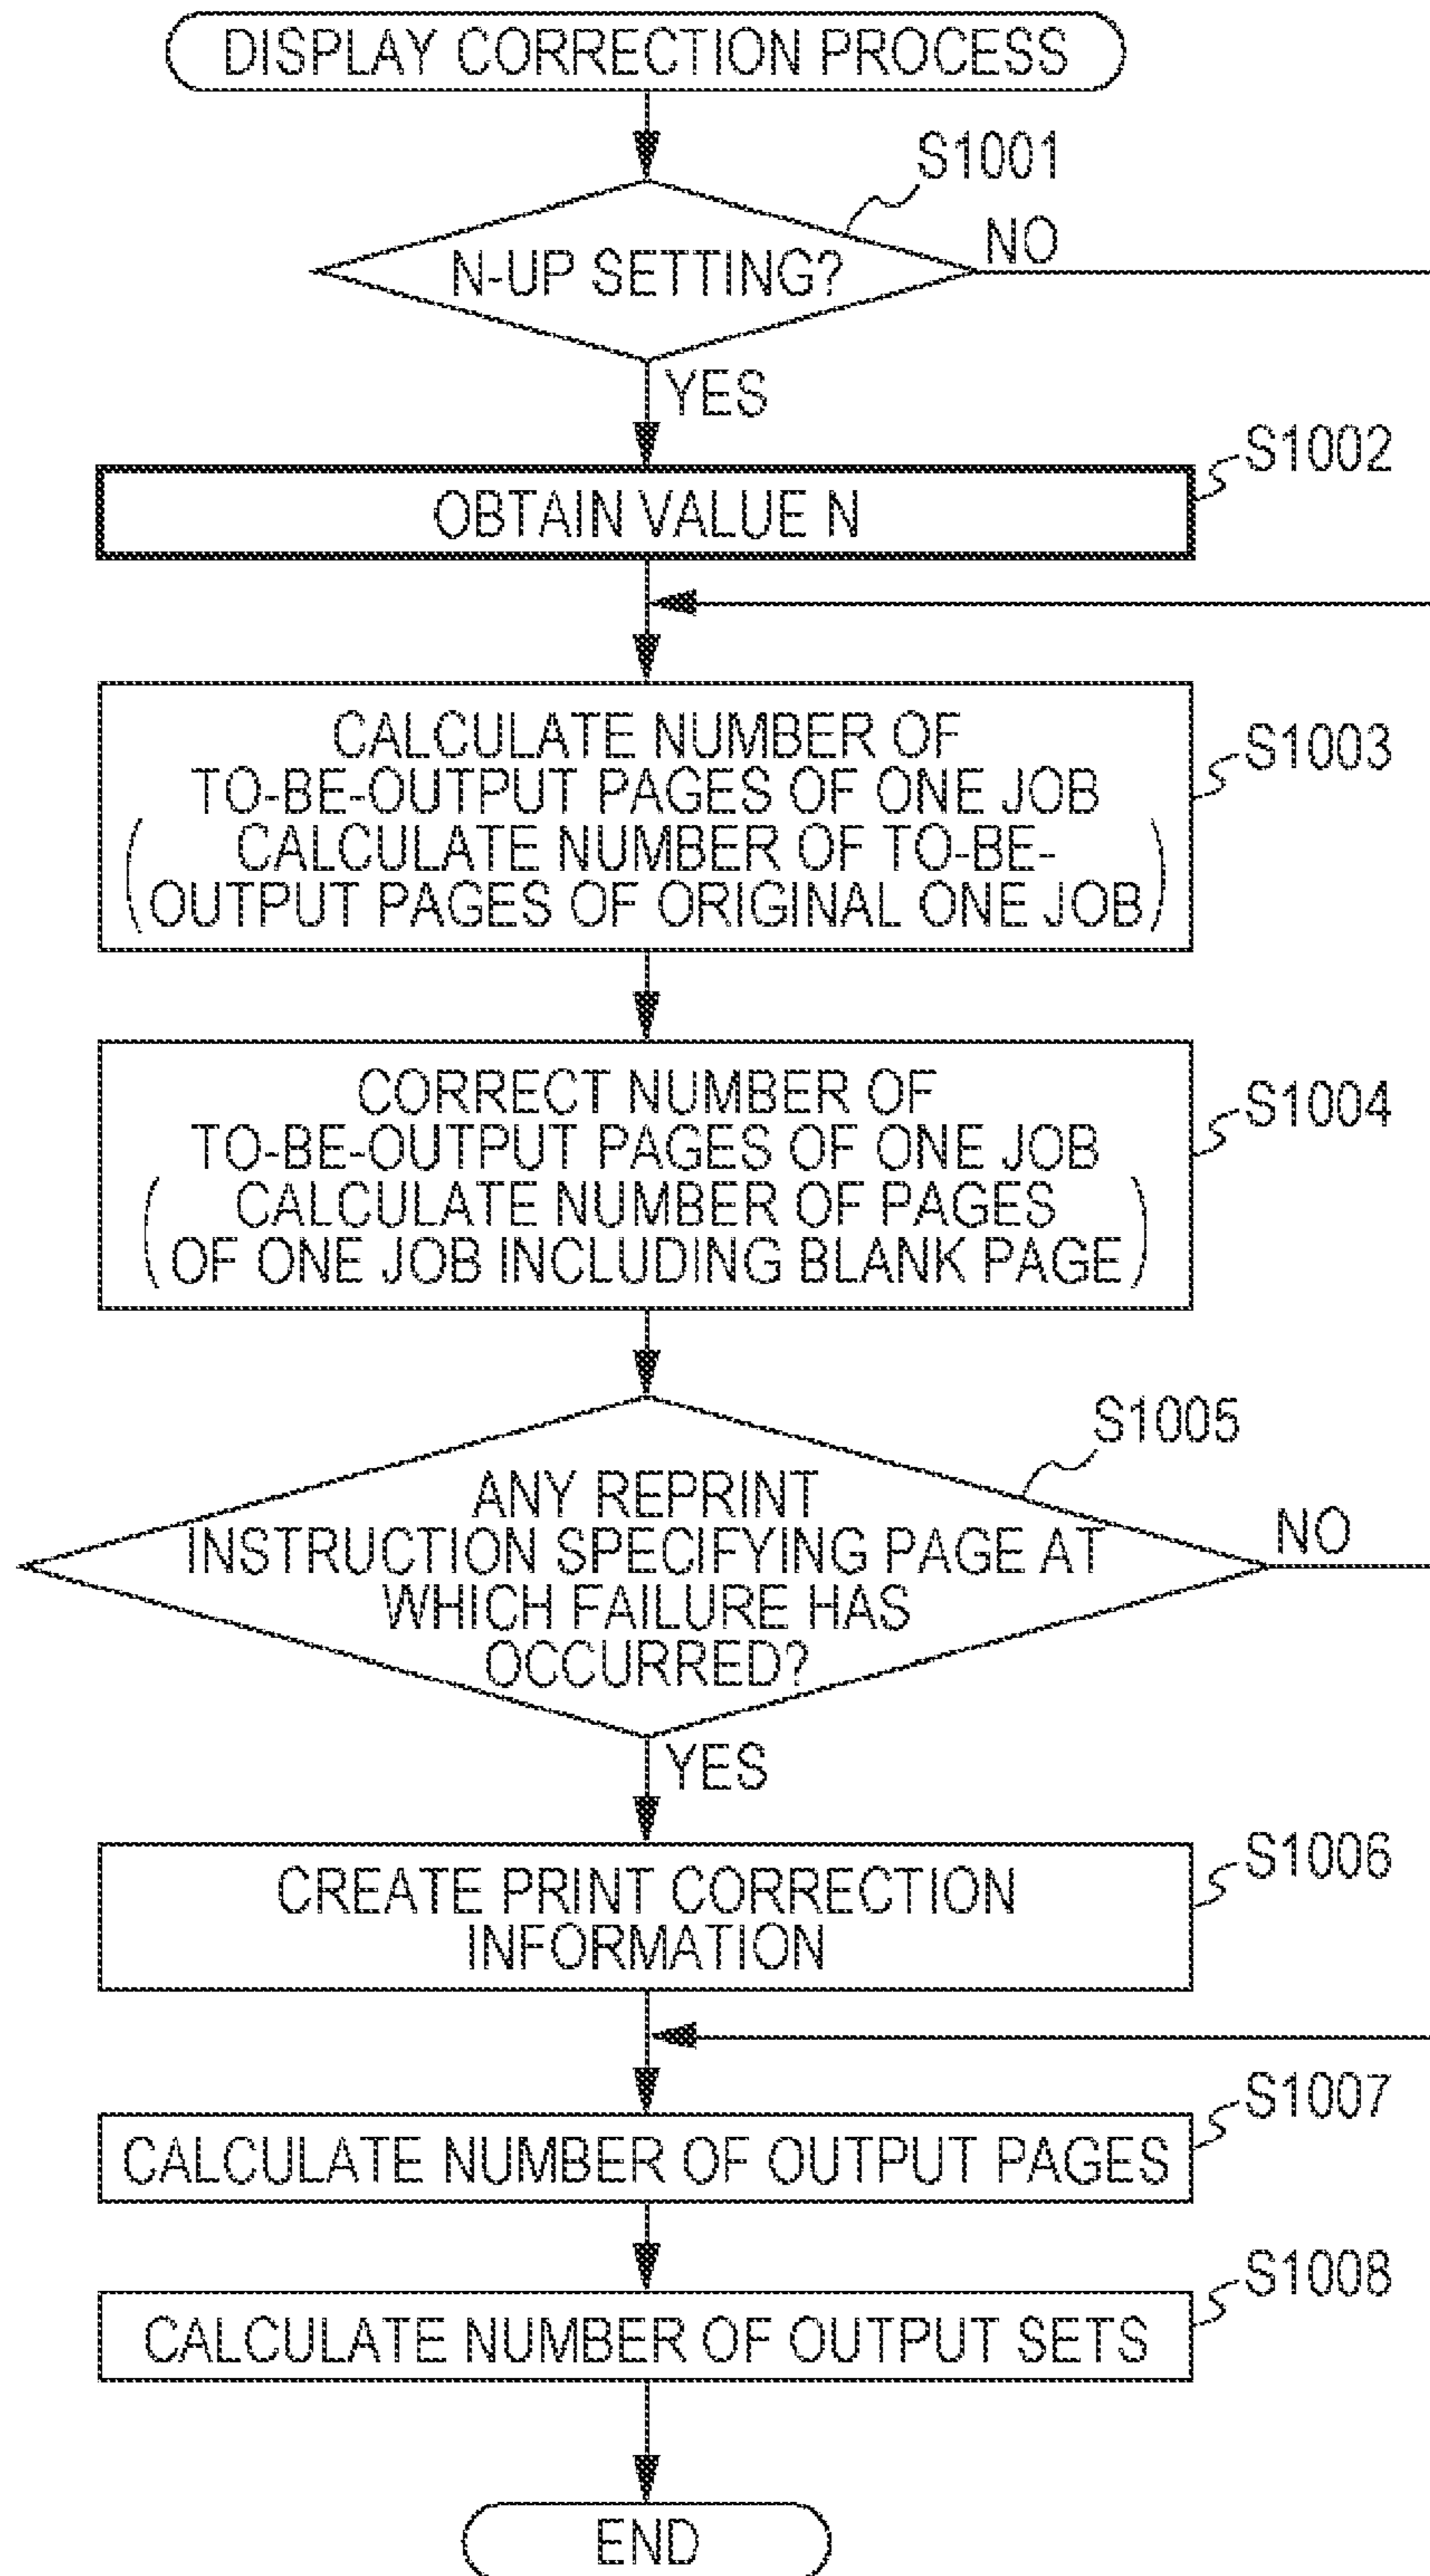 DISPLAY CORRECTION PROCESS
S1001
N-UP SETTING?
NO
YES
S1002
OBTAIN VALUE N
S1003
CALCULATE NUMBER OF
TO-BE-OUTPUT PAGES OF ONE JOB
( CALCULATE NUMBER OF TO-BE-
OUTPUT PAGES OF ORIGINAL ONE JOB )
S1004
CORRECT NUMBER OF
TO-BE-OUTPUT PAGES OF ONE JOB
( CALCULATE NUMBER OF PAGES
OF ONE JOB INCLUDING BLANK PAGE )
S1005
ANY REPRINT
INSTRUCTION SPECIFYING PAGE AT
WHICH FAILURE HAS
OCCURRED?
NO
YES
S1006
CREATE PRINT CORRECTION
INFORMATION
S1007
CALCULATE NUMBER OF OUTPUT PAGES
S1008
CALCULATE NUMBER OF OUTPUT SETS
END